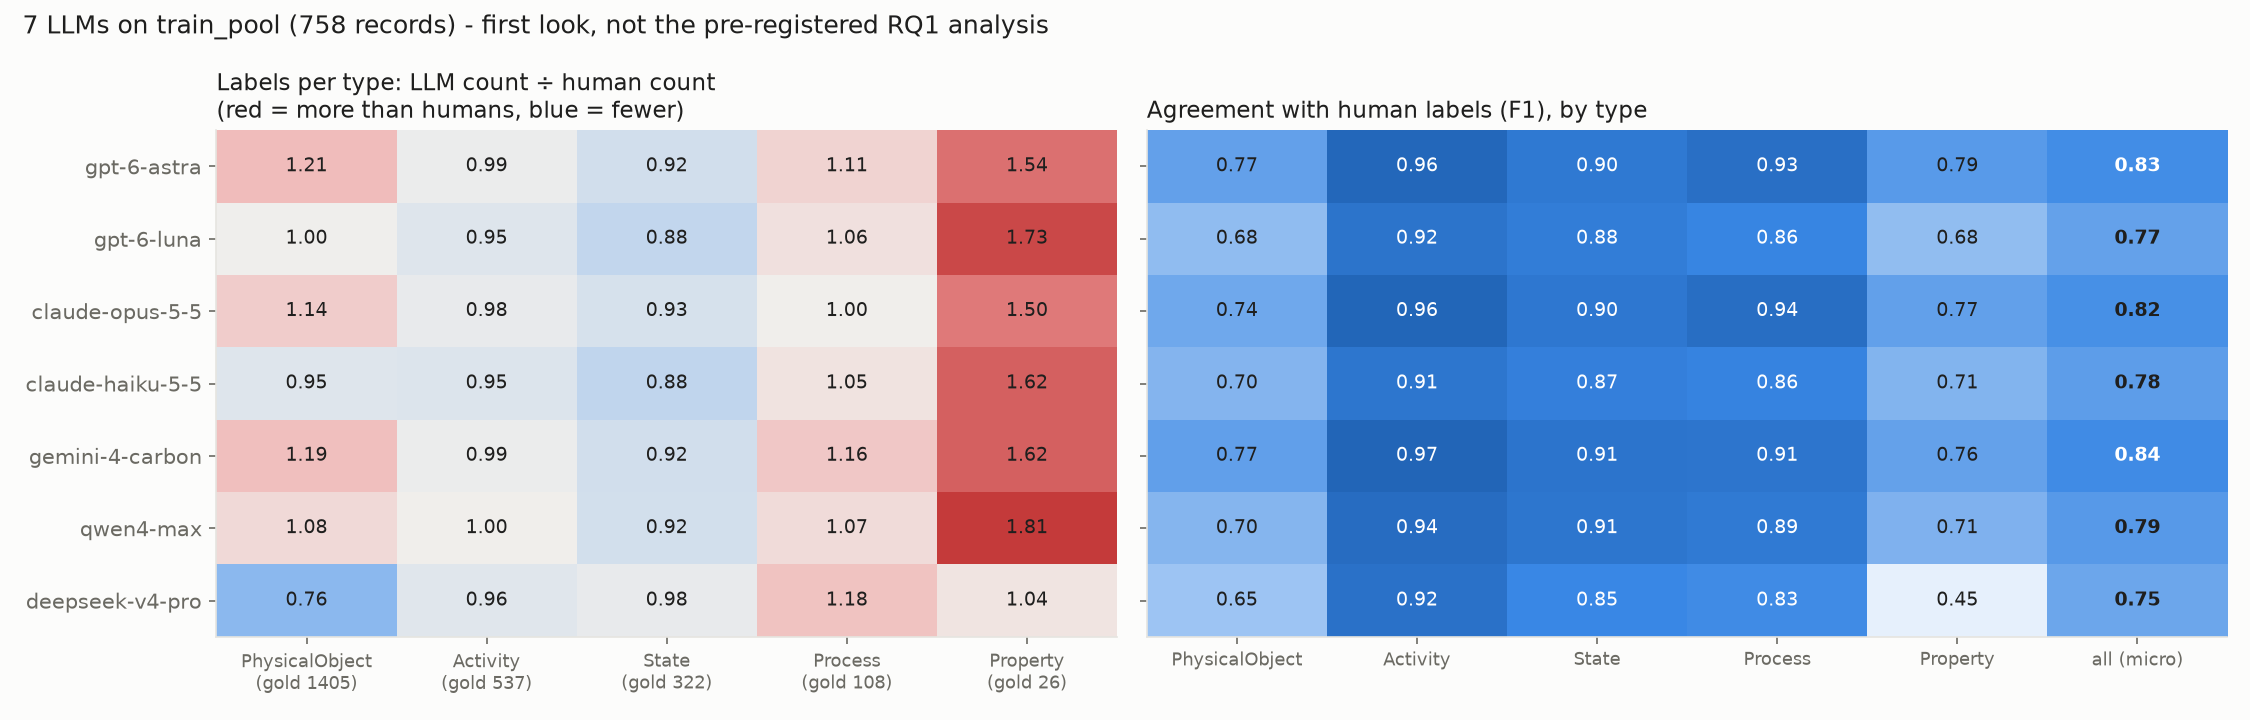 7 LLMs on train_pool (758 records) - first look, not the pre-registered RQ1 analysis
Labels per type: LLM count ÷ human count
(red = more than humans, blue = fewer)
gpt-6-astra 1.21 0.99 0.92 1.11 1.54
gpt-6-luna 1.00 0.95 0.88 1.06 1.73
claude-opus-5-5 1.14 0.98 0.93 1.00 1.50
claude-haiku-5-5 0.95 0.95 0.88 1.05 1.62
gemini-4-carbon 1.19 0.99 0.92 1.16 1.62
qwen4-max 1.08 1.00 0.92 1.07 1.81
deepseek-v4-pro 0.76 0.96 0.98 1.18 1.04
PhysicalObject Activity State Process Property
(gold 1405) (gold 537) (gold 322) (gold 108) (gold 26)
Agreement with human labels (F1), by type
0.77 0.96 0.90 0.93 0.79 0.83
0.68 0.92 0.88 0.86 0.68 0.77
0.74 0.96 0.90 0.94 0.77 0.82
0.70 0.91 0.87 0.86 0.71 0.78
0.77 0.97 0.91 0.91 0.76 0.84
0.70 0.94 0.91 0.89 0.71 0.79
0.65 0.92 0.85 0.83 0.45 0.75
PhysicalObject Activity State Process Property all (micro)